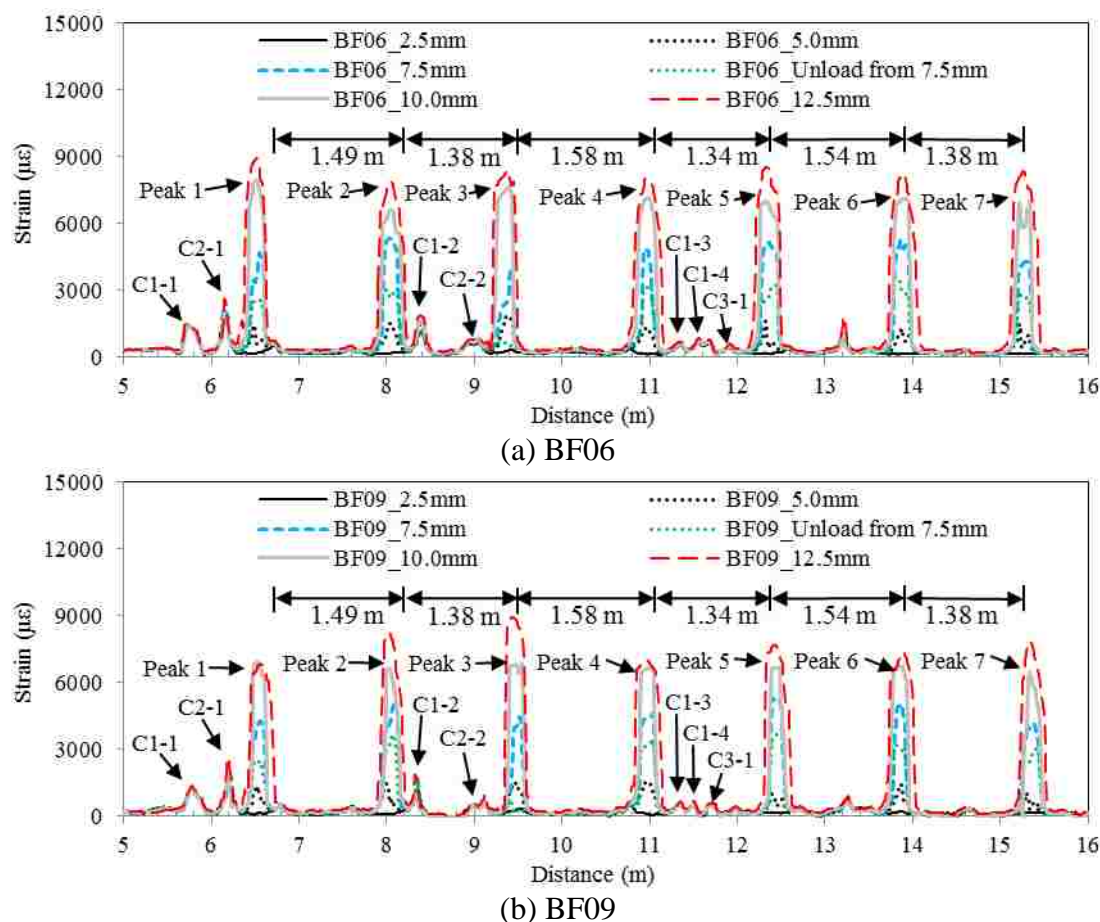 15000
12000
9000
6000
3000
0
Strain (µε)
BF06_2.5mm
BF06_5.0mm
BF06_7.5mm
BF06_Unload from 7.5mm
BF06_10.0mm
BF06_12.5mm
1.49 m
1.38 m
1.58 m
1.34 m
1.54 m
1.38 m
Peak 1
Peak 2
Peak 3
Peak 4
Peak 5
Peak 6
Peak 7
C1-1
C2-1
C1-2
C2-2
C1-3
C1-4
C3-1
5 6 7 8 9 10 11 12 13 14 15 16
Distance (m)
(a) BF06
15000
12000
9000
6000
3000
0
Strain (µε)
BF09_2.5mm
BF09_5.0mm
BF09_7.5mm
BF09_Unload from 7.5mm
BF09_10.0mm
BF09_12.5mm
1.49 m
1.38 m
1.58 m
1.34 m
1.54 m
1.38 m
Peak 1
Peak 2
Peak 3
Peak 4
Peak 5
Peak 6
Peak 7
C1-1
C2-1
C1-2
C2-2
C1-3
C1-4
C3-1
5 6 7 8 9 10 11 12 13 14 15 16
Distance (m)
(b) BF09